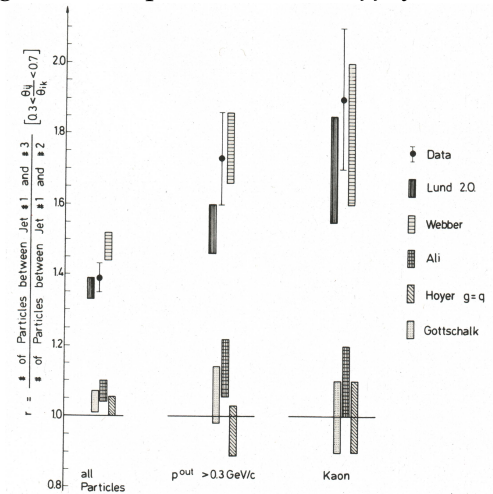 r = # of Particles between Jet #1 and #3 / # of Particles between Jet #1 and #2 [0.3< θij/θik <0.7]
2.0
1.8
1.6
1.4
1.2
1.0
0.8
Data
Lund 2.0.
Webber
Ali
Hoyer g=q
Gottschalk
all
Particles
pout >0.3 GeV/c
Kaon